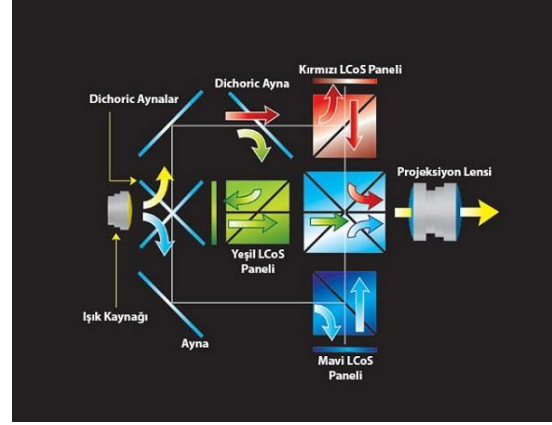 Kırmızı LCoS Paneli
Dichoric Ayna
Dichoric Aynalar
Projeksiyon Lensi
Yeşil LCoS
Paneli
Işık Kaynağı
Ayna
Mavi LCoS
Paneli